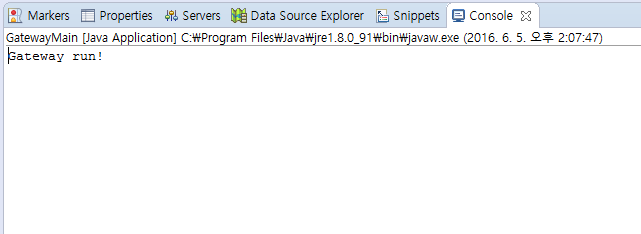 Markers Properties Servers Data Source Explorer Snippets Console
GatewayMain [Java Application] C:₩Program Files₩Java₩jre1.8.0_91₩bin₩javaw.exe (2016. 6. 5. 오후 2:07:47)
Gateway run!